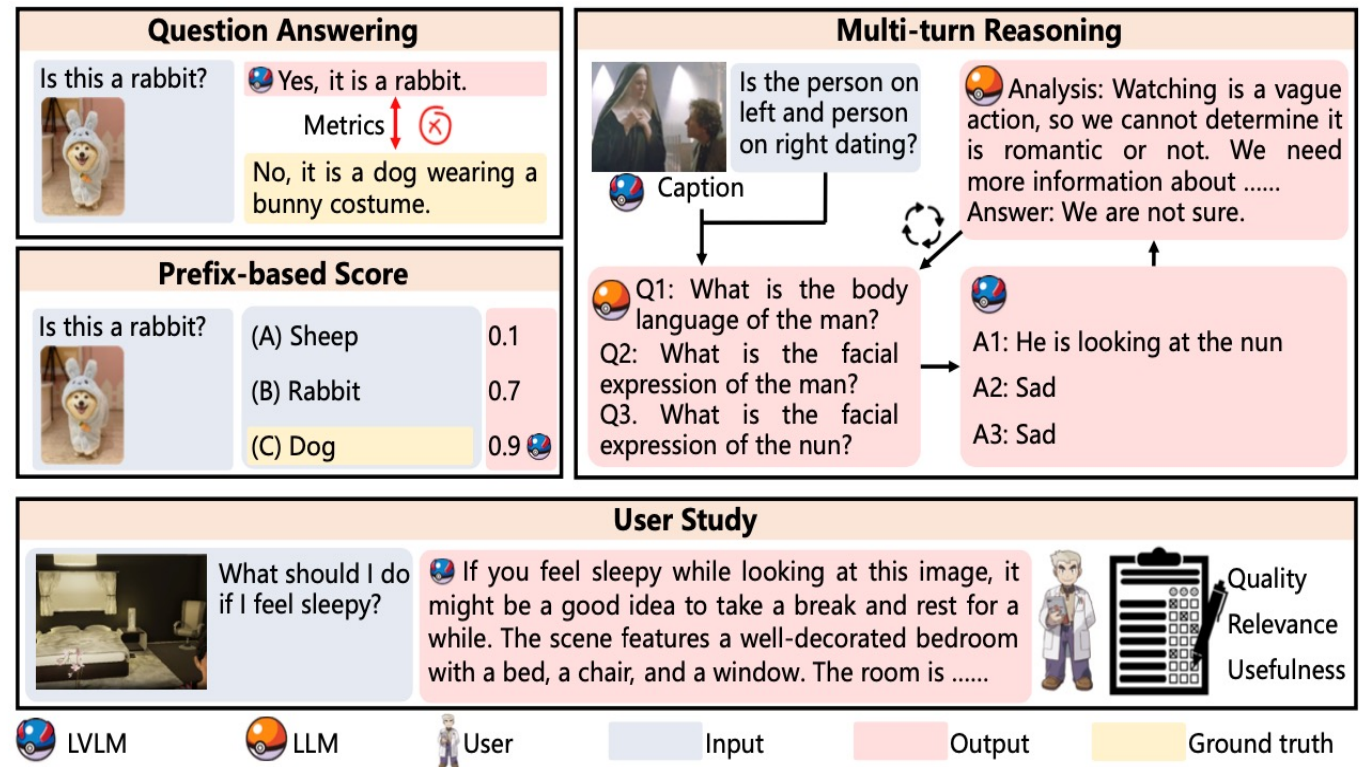 Question Answering
Is this a rabbit?
Yes, it is a rabbit.
Metrics
No, it is a dog wearing a
bunny costume.
Prefix-based Score
Is this a rabbit?
(A) Sheep
0.1
(B) Rabbit
0.7
(C) Dog
0.9
Multi-turn Reasoning
Is the person on
left and person
on right dating?
Caption
Q1: What is the body
language of the man?
Q2: What is the facial
expression of the man?
Q3. What is the facial
expression of the nun?
A1: He is looking at the nun
A2: Sad
A3: Sad
Analysis: Watching is a vague
action, so we cannot determine it
is romantic or not. We need
more information about ......
Answer: We are not sure.
User Study
What should I do
if I feel sleepy?
If you feel sleepy while looking at this image, it
might be a good idea to take a break and rest for a
while. The scene features a well-decorated bedroom
with a bed, a chair, and a window. The room is ......
Quality
Relevance
Usefulness
LVLM
LLM
User
Input
Output
Ground truth